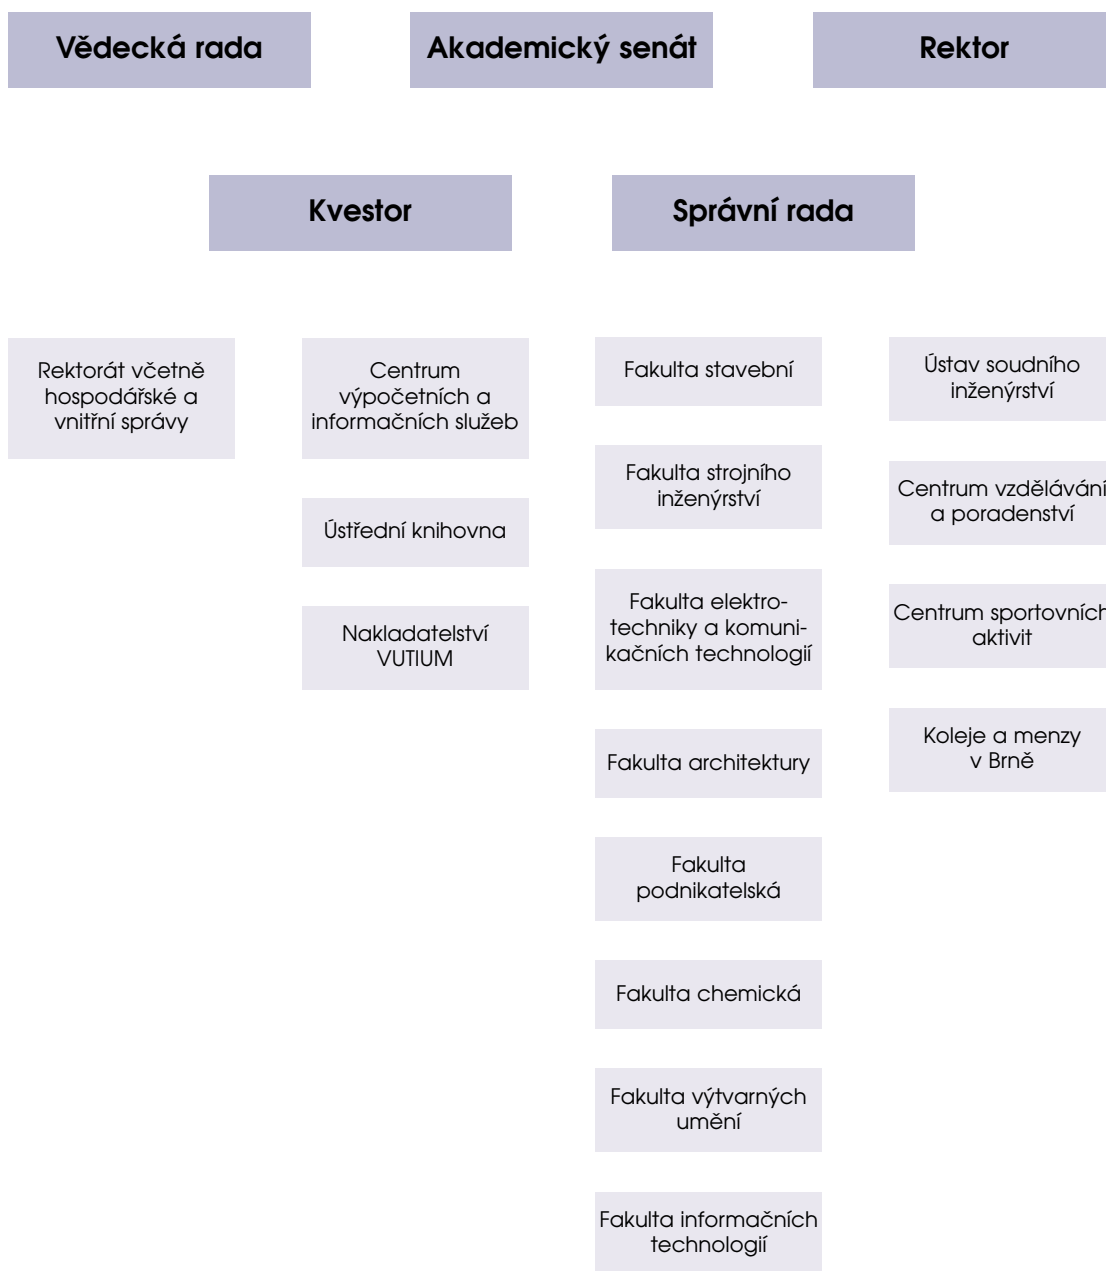 Vědecká rada
Akademický senát
Rektor
Kvestor
Správní rada
Rektorát včetně
hospodářské a
vnitřní správy
Centrum
výpočetních a
informačních služeb
Ústřední knihovna
Nakladatelství
VUTIUM
Fakulta stavební
Fakulta strojního
inženýrství
Fakulta elektro-
techniky a komuni-
kačních technologií
Fakulta architektury
Fakulta
podnikatelská
Fakulta chemická
Fakulta výtvarných
umění
Fakulta informačních
technologií
Ústav soudního
inženýrství
Centrum vzdělávání
a poradenství
Centrum sportovních
aktivit
Koleje a menzy
v Brně